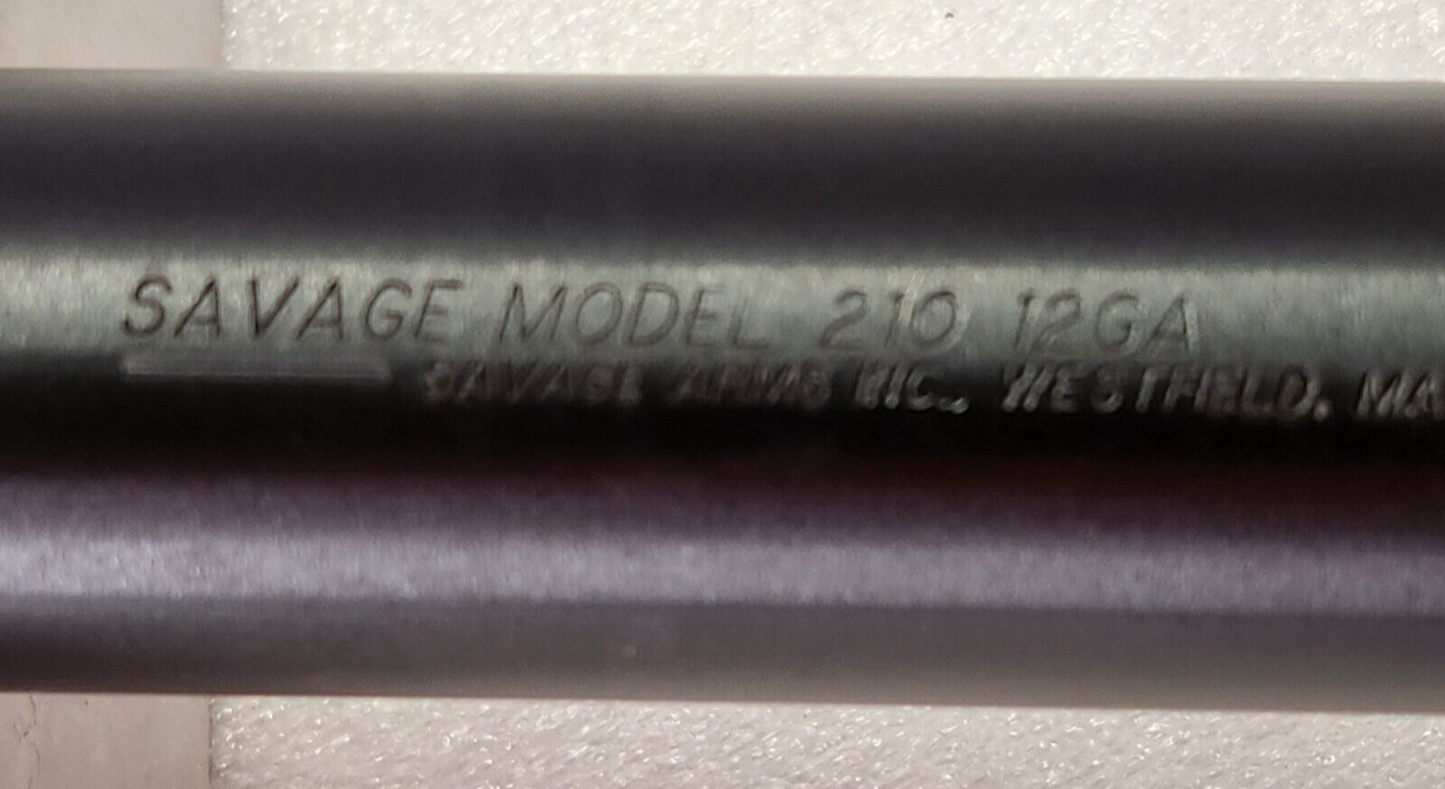 SAVAGE MODEL 210 12GA
SAVAGE ARMS INC., WESTFIELD, MA